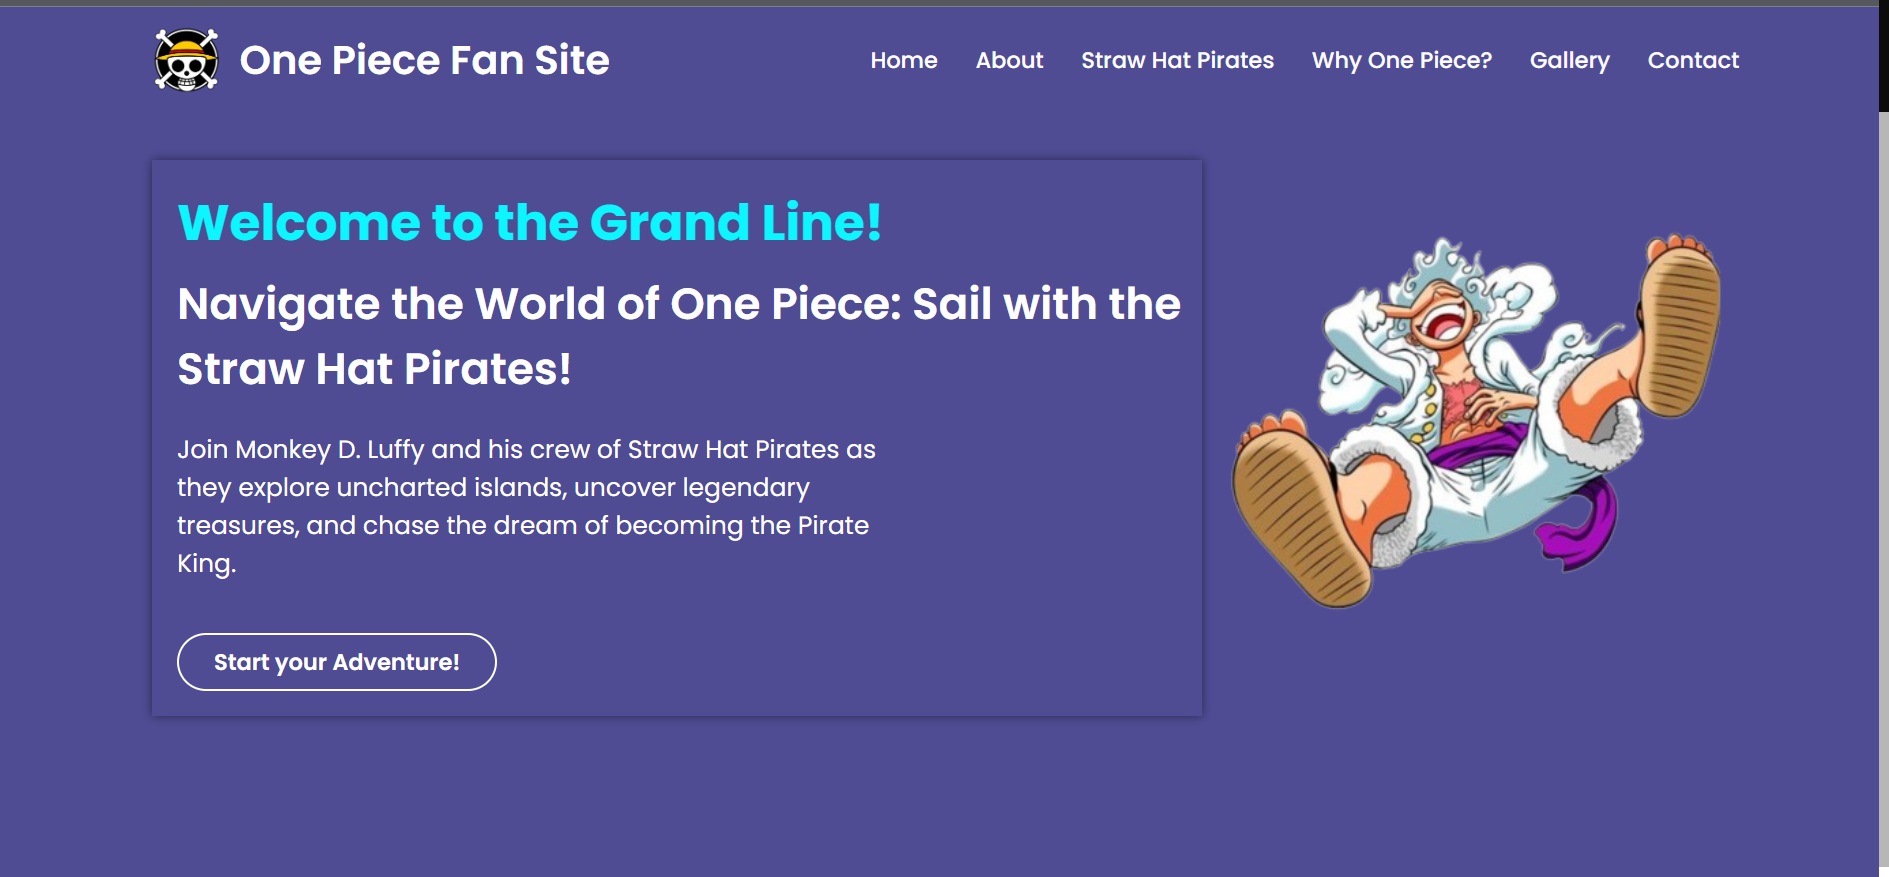 One Piece Fan Site
Home About Straw Hat Pirates Why One Piece? Gallery Contact
Welcome to the Grand Line!
Navigate the World of One Piece: Sail with the
Straw Hat Pirates!
Join Monkey D. Luffy and his crew of Straw Hat Pirates as
they explore uncharted islands, uncover legendary
treasures, and chase the dream of becoming the Pirate
King.
Start your Adventure!